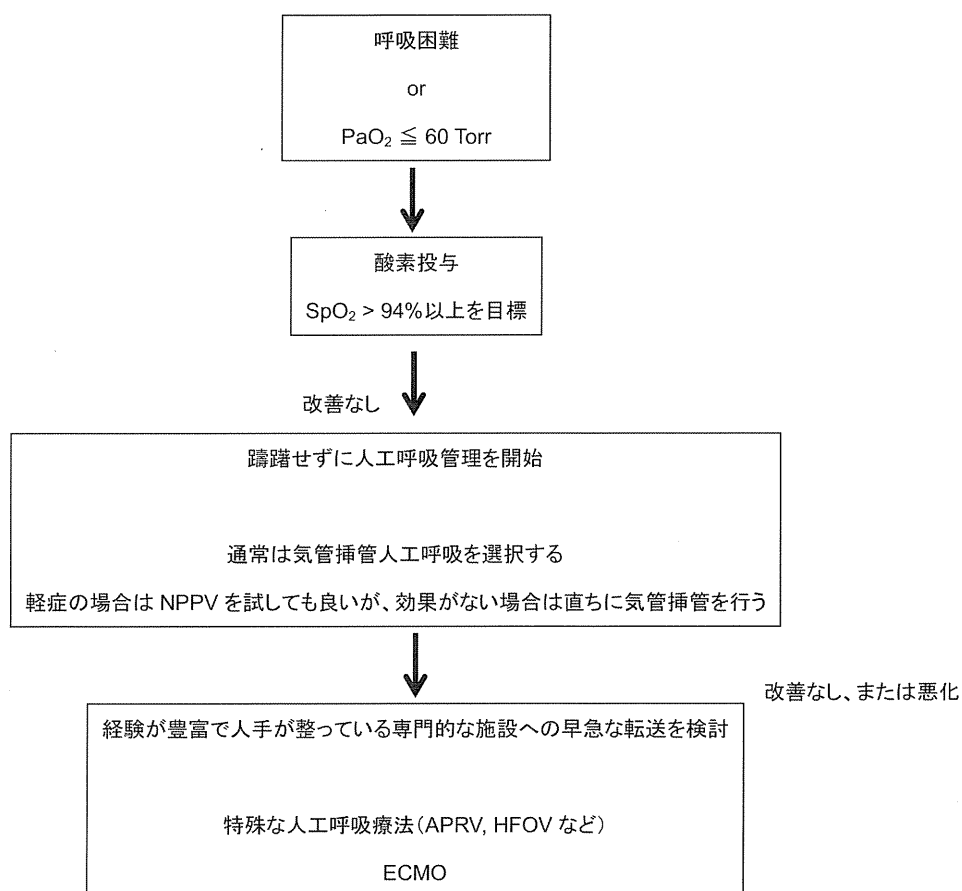 呼吸困難
or
PaO₂ ≦ 60 Torr
酸素投与
SpO₂ > 94%以上を目標
改善なし
躊躇せずに人工呼吸管理を開始
通常は気管挿管人工呼吸を選択する
軽症の場合は NPPV を試しても良いが、効果がない場合は直ちに気管挿管を行う
改善なし、または悪化
経験が豊富で人手が整っている専門的な施設への早急な転送を検討
特殊な人工呼吸療法(APRV, HFOV など)
ECMO